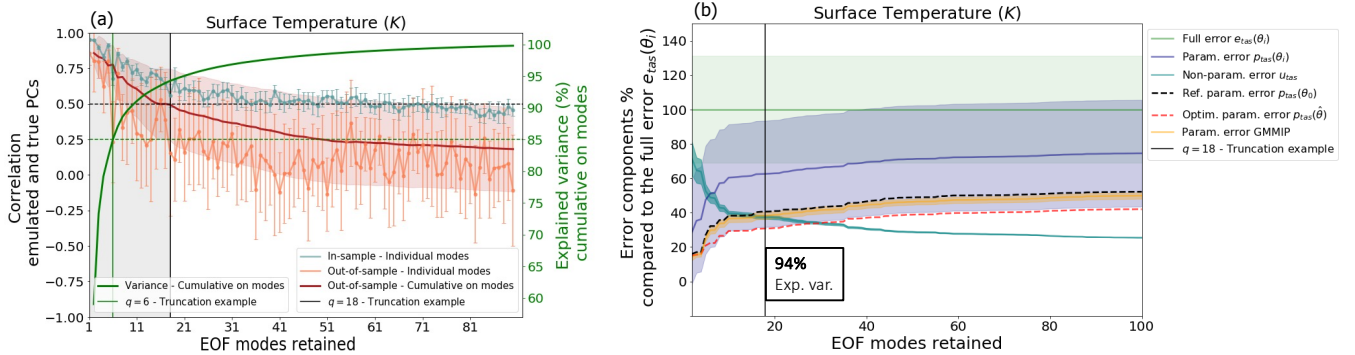 (a)
Surface Temperature (K)
Correlation
emulated and true PCs
1.00
0.75
0.50
0.25
0.00
−0.25
−0.50
−0.75
−1.00
1
11
21
31
41
51
61
71
81
EOF modes retained
100
95
90
85
80
75
70
65
60
Explained variance (%)
cumulative on modes
Variance - Cumulative on modes
q = 6 - Truncation example
In-sample - Individual modes
Out-of-sample - Individual modes
Out-of-sample - Cumulative on modes
q = 18 - Truncation example
(b)
Surface Temperature (K)
Error components %
compared to the full error e_tas(θ_i)
140
120
100
80
60
40
20
0
20
40
60
80
100
EOF modes retained
94%
Exp. var.
Full error e_tas(θ_i)
Param. error p_tas(θ_i)
Non-param. error u_tas
Ref. param. error p_tas(θ_0)
Optim. param. error p_tas(θ̂)
Param. error GMMIP
q = 18 - Truncation example